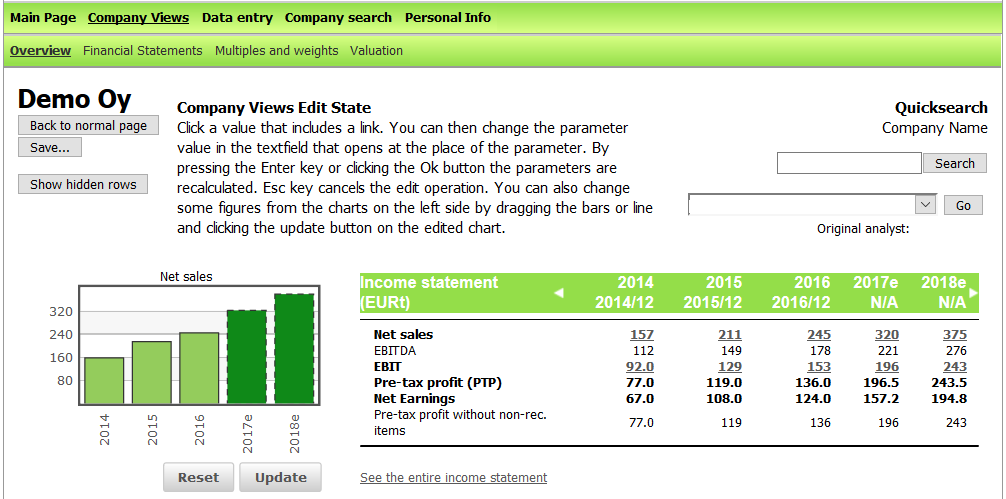 Main Page Company Views Data entry Company search Personal Info
Overview Financial Statements Multiples and weights Valuation
Demo Oy
Back to normal page
Save...
Show hidden rows
Company Views Edit State
Click a value that includes a link. You can then change the parameter
value in the textfield that opens at the place of the parameter. By
pressing the Enter key or clicking the Ok button the parameters are
recalculated. Esc key cancels the edit operation. You can also change
some figures from the charts on the left side by dragging the bars or line
and clicking the update button on the edited chart.
Quicksearch
Company Name
Search
Go
Original analyst:
Net sales
320
240
160
80
2014 2015 2016 2017e 2018e
Reset Update
Income statement 2014 2015 2016 2017e 2018e
(EURt) 2014/12 2015/12 2016/12 N/A N/A
Net sales 157 211 245 320 375
EBITDA 112 149 178 221 276
EBIT 92.0 129 153 196 243
Pre-tax profit (PTP) 77.0 119.0 136.0 196.5 243.5
Net Earnings 67.0 108.0 124.0 157.2 194.8
Pre-tax profit without non-rec.
items 77.0 119 136 196 243
See the entire income statement